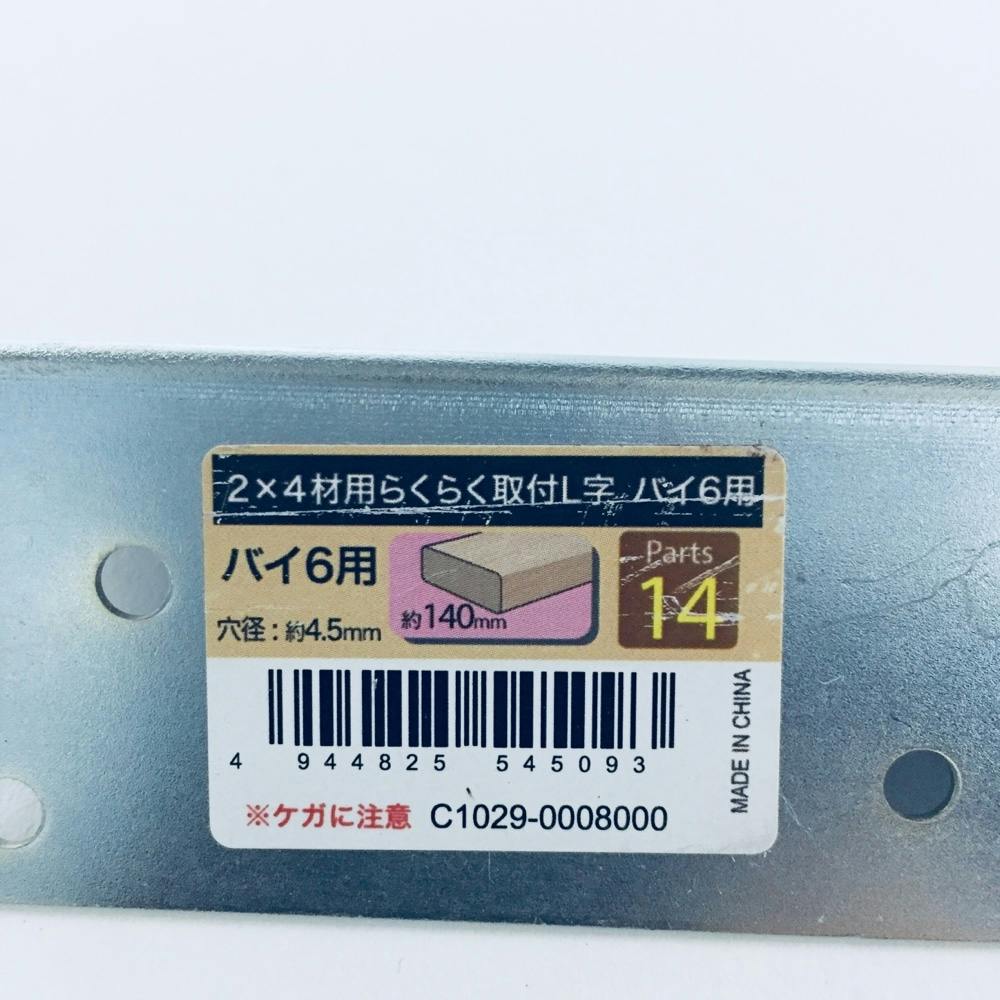 2×4材用らくらく取付L字 バイ6用
バイ6用
穴径：約4.5mm
約140mm
Parts
14
4 944825 545093
MADE IN CHINA
※ケガに注意 C1029-0008000